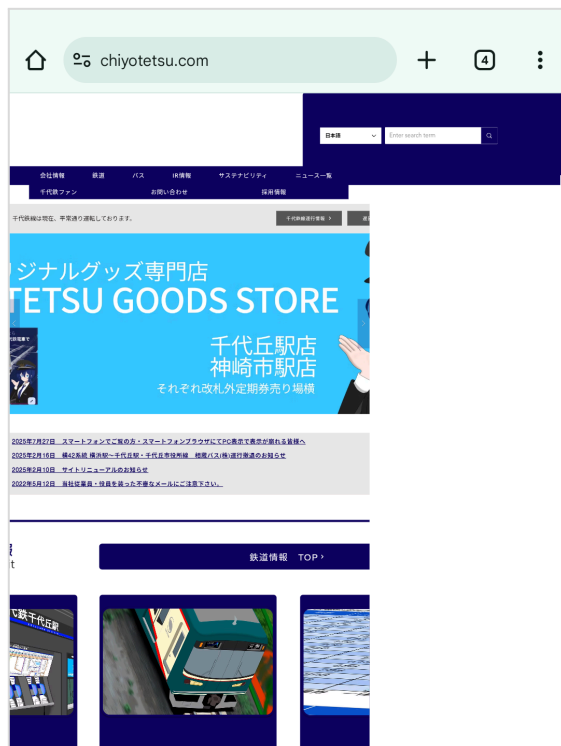 chiyotetsu.com
4
日本語
Enter search term
会社情報 鉄道 バス IR情報 サステナビリティ ニュース一覧
千代鉄ファン お問い合わせ 採用情報
千代鉄線は現在、平常通り運転しております。
千代鉄線運行情報
リジナルグッズ専門店
TETSU GOODS STORE
千代丘駅店
神崎市駅店
それぞれ改札外定期券売り場横
2025年7月27日 スマートフォンでご覧の方・スマートフォンブラウザにてPC表示で表示が崩れる皆様へ
2025年2月16日 横42系統 横浜駅〜千代丘駅・千代丘市役所線 相蔵バス(株)運行撤退のお知らせ
2025年2月10日 サイトリニューアルのお知らせ
2022年5月12日 当社従業員・役員を装った不審なメールにご注意下さい。
鉄道情報 TOP
代鉄千代丘駅